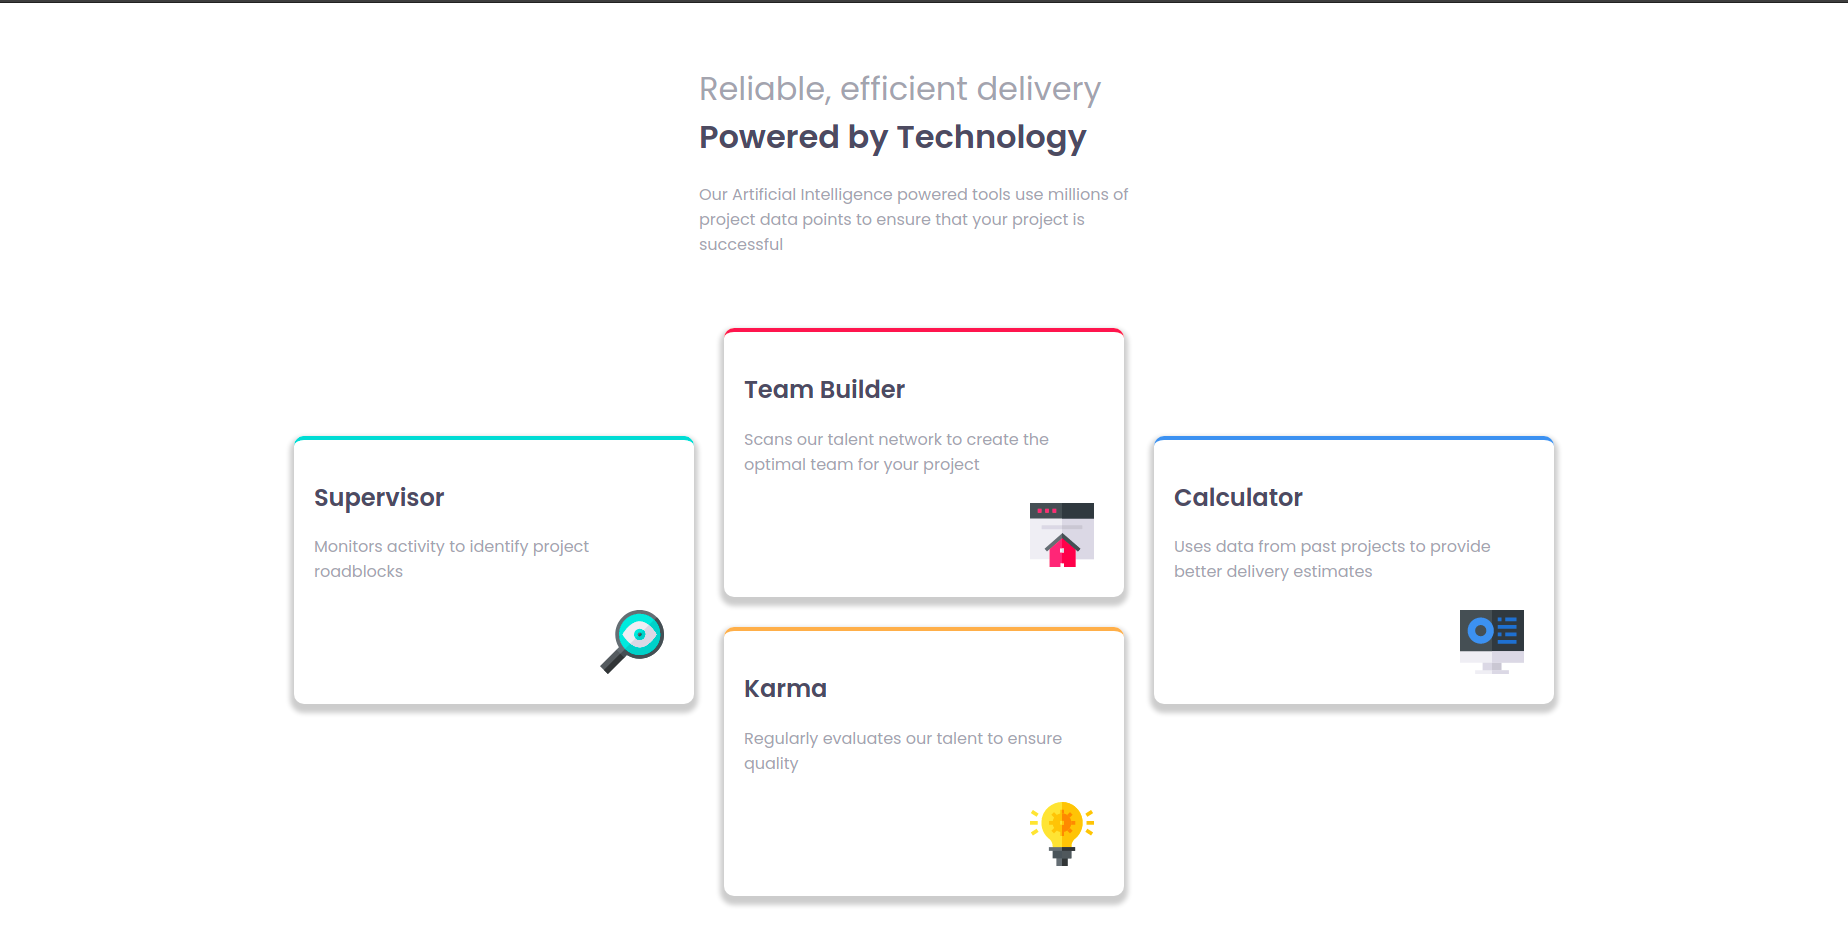 Reliable, efficient delivery
Powered by Technology
Our Artificial Intelligence powered tools use millions of
project data points to ensure that your project is
successful
Supervisor
Monitors activity to identify project
roadblocks
Team Builder
Scans our talent network to create the
optimal team for your project
Karma
Regularly evaluates our talent to ensure
quality
Calculator
Uses data from past projects to provide
better delivery estimates